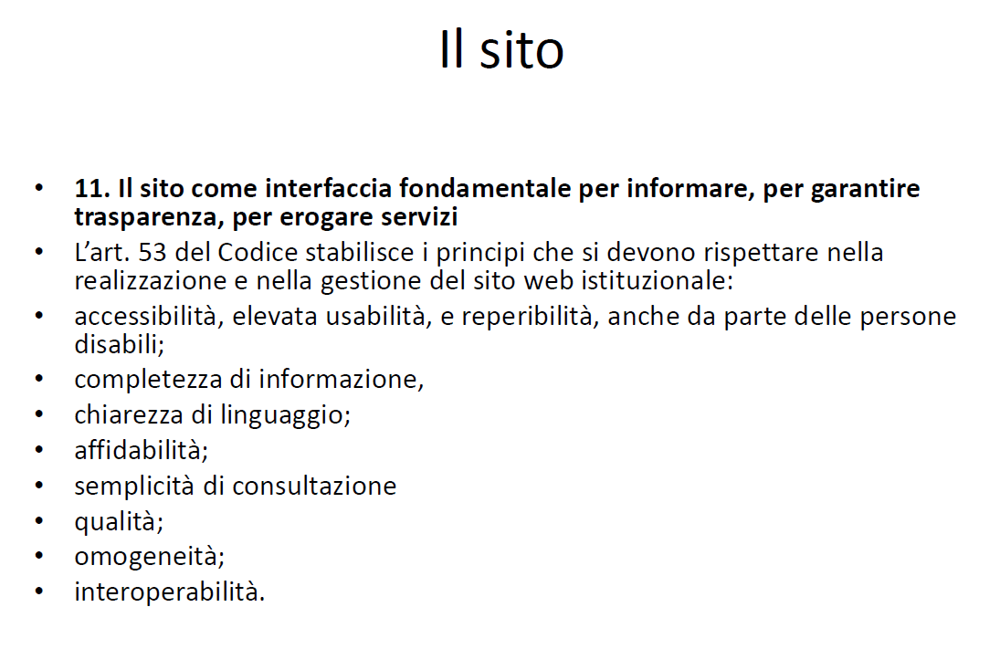 Il sito
• 11. Il sito come interfaccia fondamentale per informare, per garantire
trasparenza, per erogare servizi
• L’art. 53 del Codice stabilisce i principi che si devono rispettare nella
realizzazione e nella gestione del sito web istituzionale:
• accessibilità, elevata usabilità, e reperibilità, anche da parte delle persone
disabili;
• completezza di informazione,
• chiarezza di linguaggio;
• affidabilità;
• semplicità di consultazione
• qualità;
• omogeneità;
• interoperabilità.